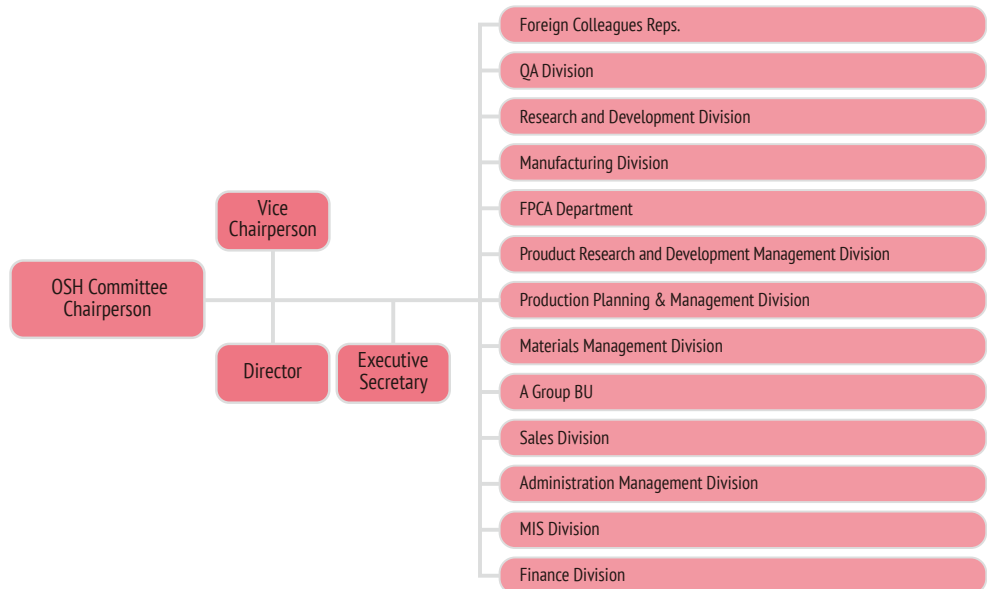 OSH Committee
Chairperson
Vice
Chairperson
Director
Executive
Secretary
Foreign Colleagues Reps.
QA Division
Research and Development Division
Manufacturing Division
FPCA Department
Prouduct Research and Development Management Division
Production Planning & Management Division
Materials Management Division
A Group BU
Sales Division
Administration Management Division
MIS Division
Finance Division